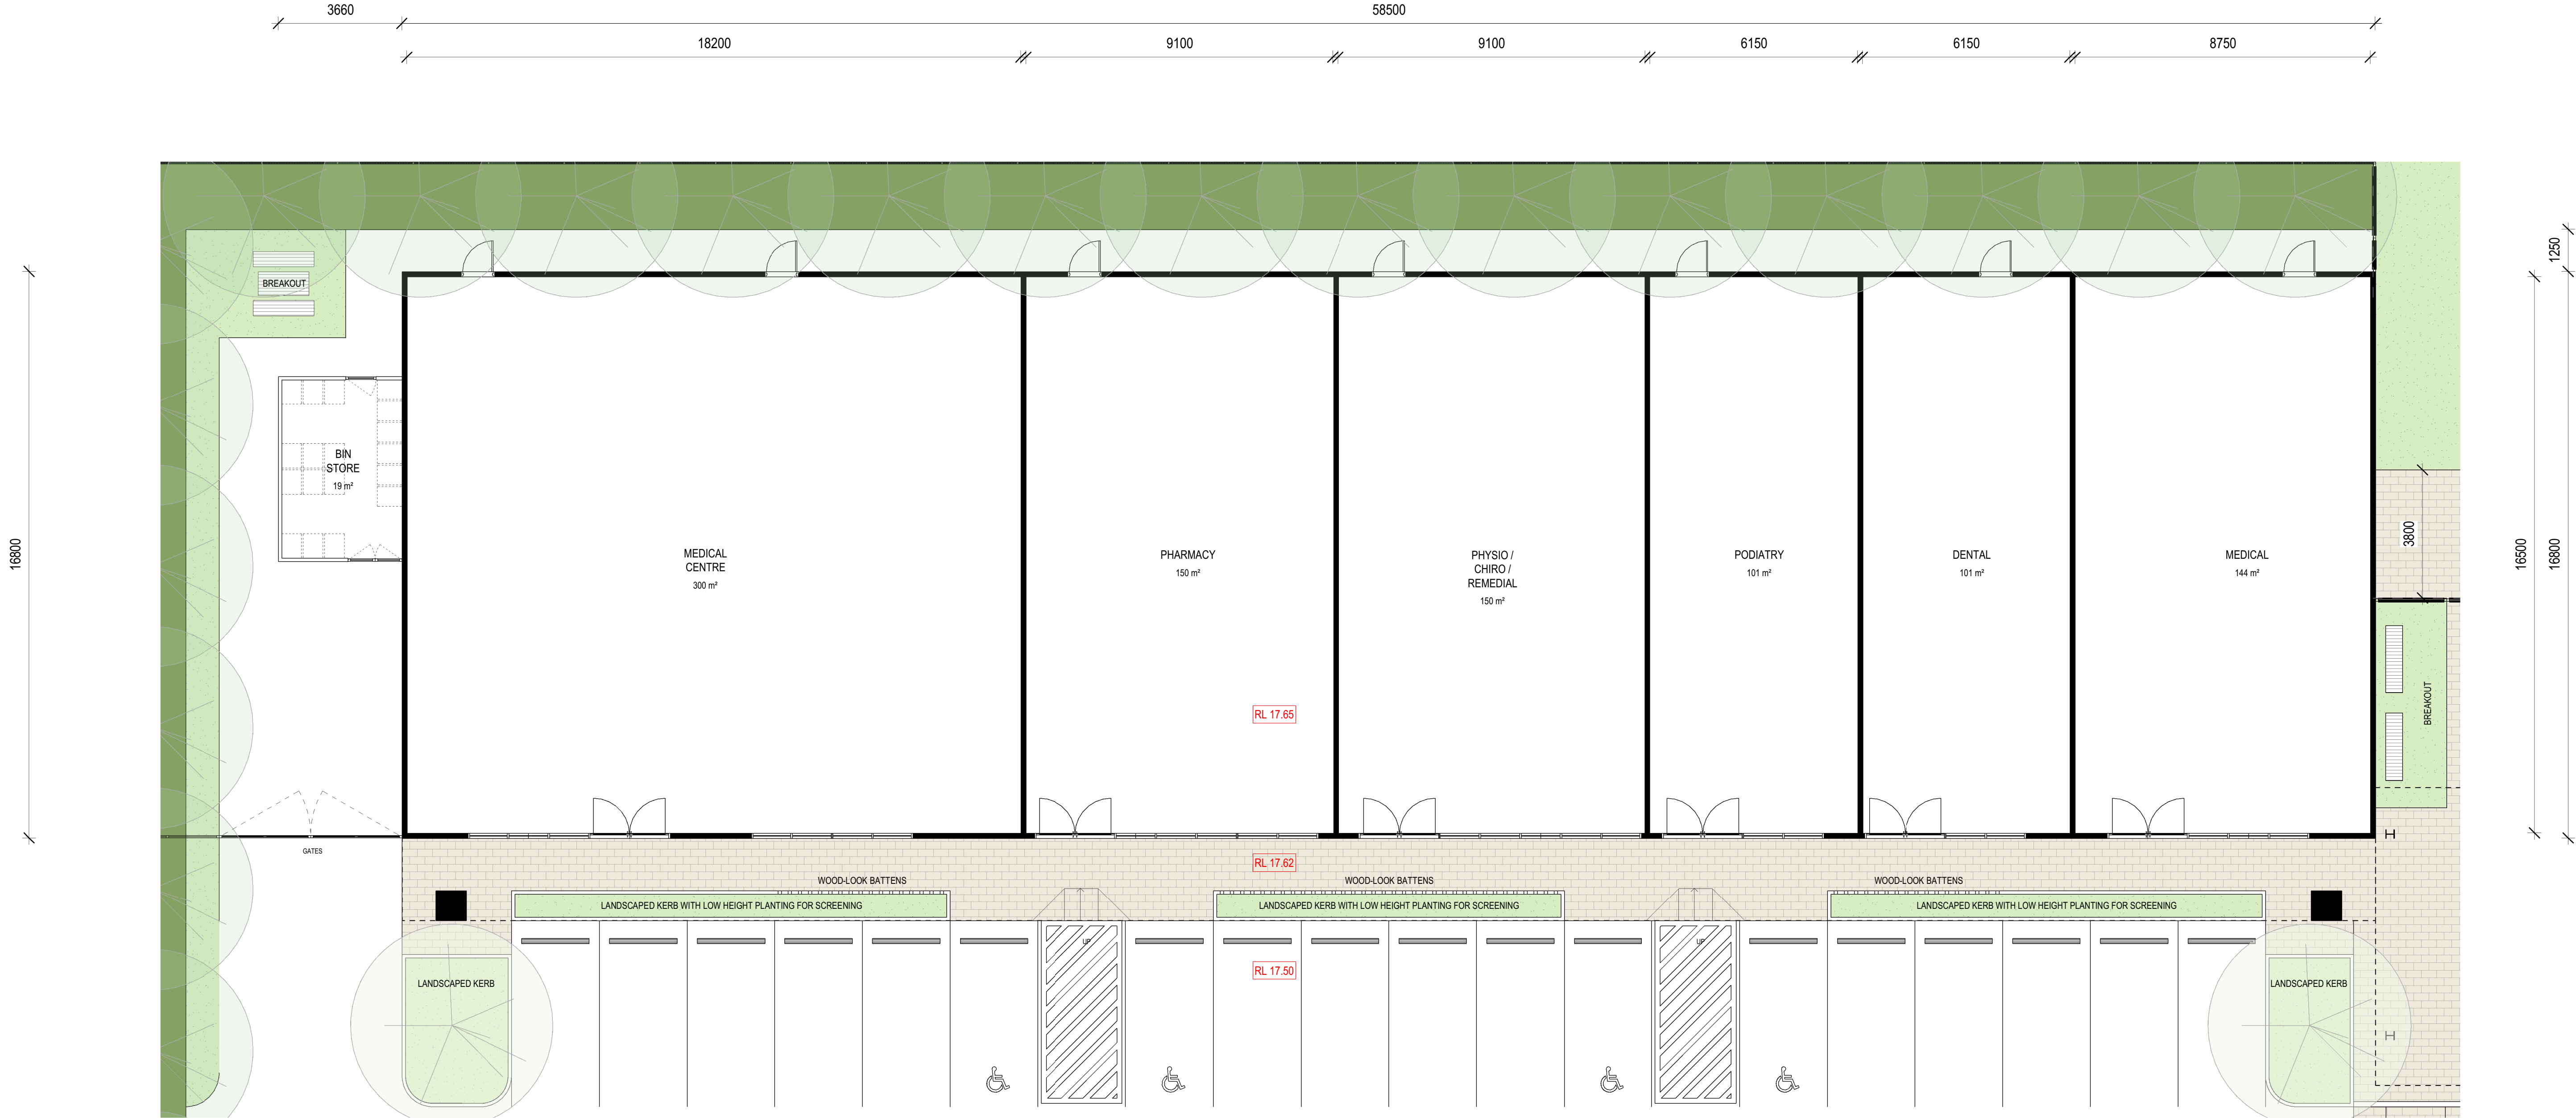 3660
58500
18200
9100
9100
6150
6150
8750
1250
BREAKOUT
BIN
STORE
19 m²
16800
MEDICAL
CENTRE
300 m²
PHARMACY
150 m²
PHYSIO /
CHIRO /
REMEDIAL
150 m²
PODIATRY
101 m²
DENTAL
101 m²
MEDICAL
144 m²
3800
16500
16800
BREAKOUT
RL 17.65
GATES
RL 17.62
WOOD-LOOK BATTENS
WOOD-LOOK BATTENS
WOOD-LOOK BATTENS
LANDSCAPED KERB WITH LOW HEIGHT PLANTING FOR SCREENING
LANDSCAPED KERB WITH LOW HEIGHT PLANTING FOR SCREENING
LANDSCAPED KERB WITH LOW HEIGHT PLANTING FOR SCREENING
UP
UP
RL 17.50
LANDSCAPED KERB
LANDSCAPED KERB